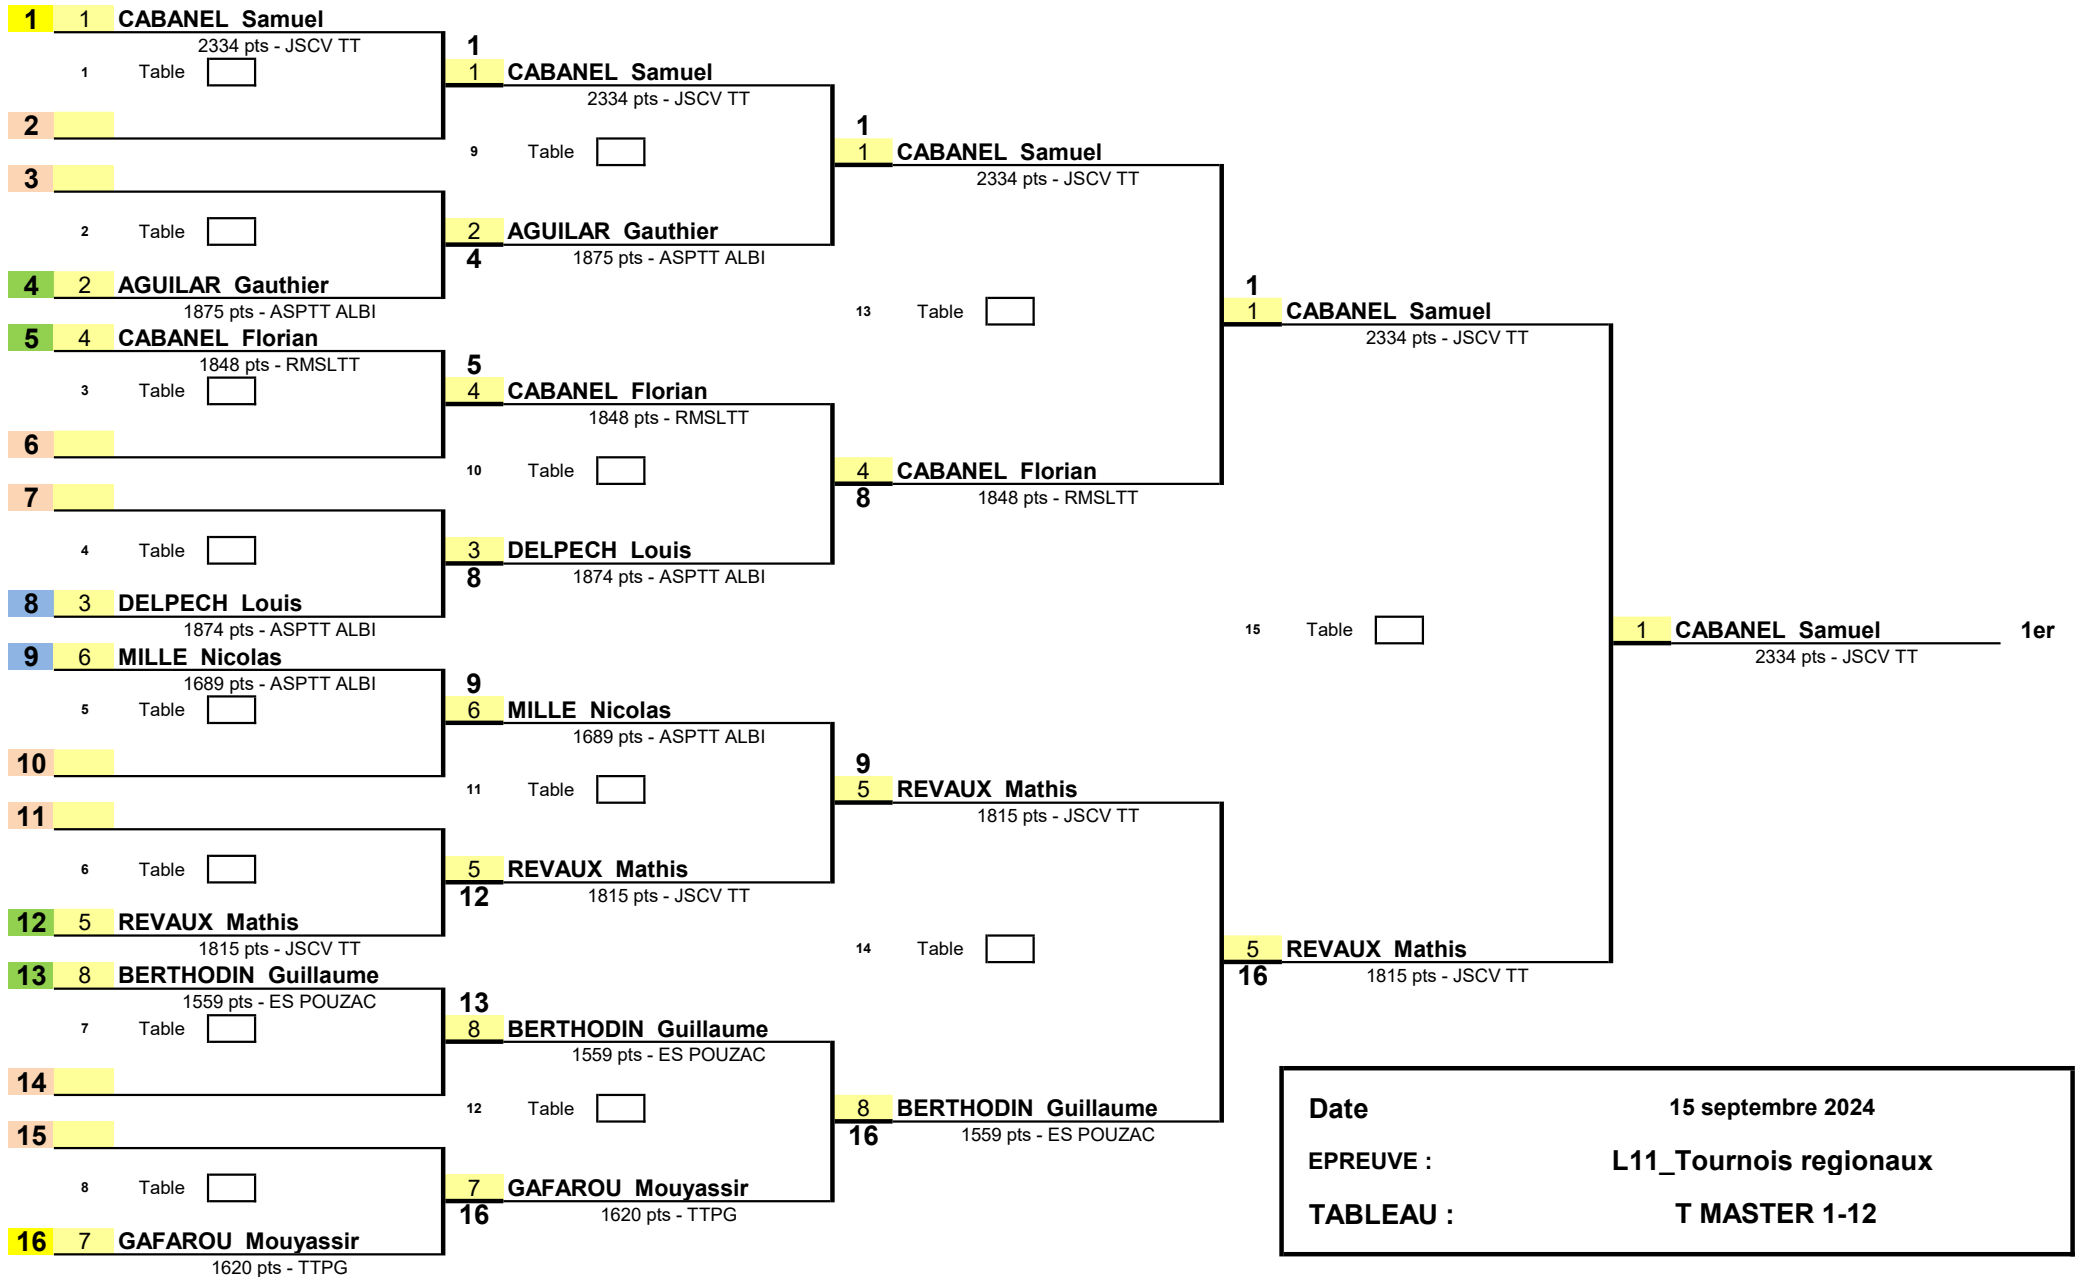 1 1 CABANEL Samuel
2334 pts - JSCV TT
1 Table
2
3
2 Table
4 2 AGUILAR Gauthier
1875 pts - ASPTT ALBI
5 4 CABANEL Florian
1848 pts - RMSLTT
3 Table
6
7
4 Table
8 3 DELPECH Louis
1874 pts - ASPTT ALBI
9 6 MILLE Nicolas
1689 pts - ASPTT ALBI
5 Table
10
11
6 Table
12 5 REVAUX Mathis
1815 pts - JSCV TT
13 8 BERTHODIN Guillaume
1559 pts - ES POUZAC
7 Table
14
15
8 Table
16 7 GAFAROU Mouyassir
1620 pts - TTPG
1
1 CABANEL Samuel
2334 pts - JSCV TT
9 Table
2 AGUILAR Gauthier
4 1875 pts - ASPTT ALBI
5
4 CABANEL Florian
1848 pts - RMSLTT
10 Table
3 DELPECH Louis
8 1874 pts - ASPTT ALBI
9
6 MILLE Nicolas
1689 pts - ASPTT ALBI
11 Table
5 REVAUX Mathis
12 1815 pts - JSCV TT
13
8 BERTHODIN Guillaume
1559 pts - ES POUZAC
12 Table
7 GAFAROU Mouyassir
16 1620 pts - TTPG
1
1 CABANEL Samuel
2334 pts - JSCV TT
13 Table
4 CABANEL Florian
8 1848 pts - RMSLTT
9
5 REVAUX Mathis
1815 pts - JSCV TT
14 Table
8 BERTHODIN Guillaume
16 1559 pts - ES POUZAC
1
1 CABANEL Samuel
2334 pts - JSCV TT
15 Table
5 REVAUX Mathis
16 1815 pts - JSCV TT
1 CABANEL Samuel 1er
2334 pts - JSCV TT
Date 15 septembre 2024
EPREUVE : L11_Tournois regionaux
TABLEAU : T MASTER 1-12